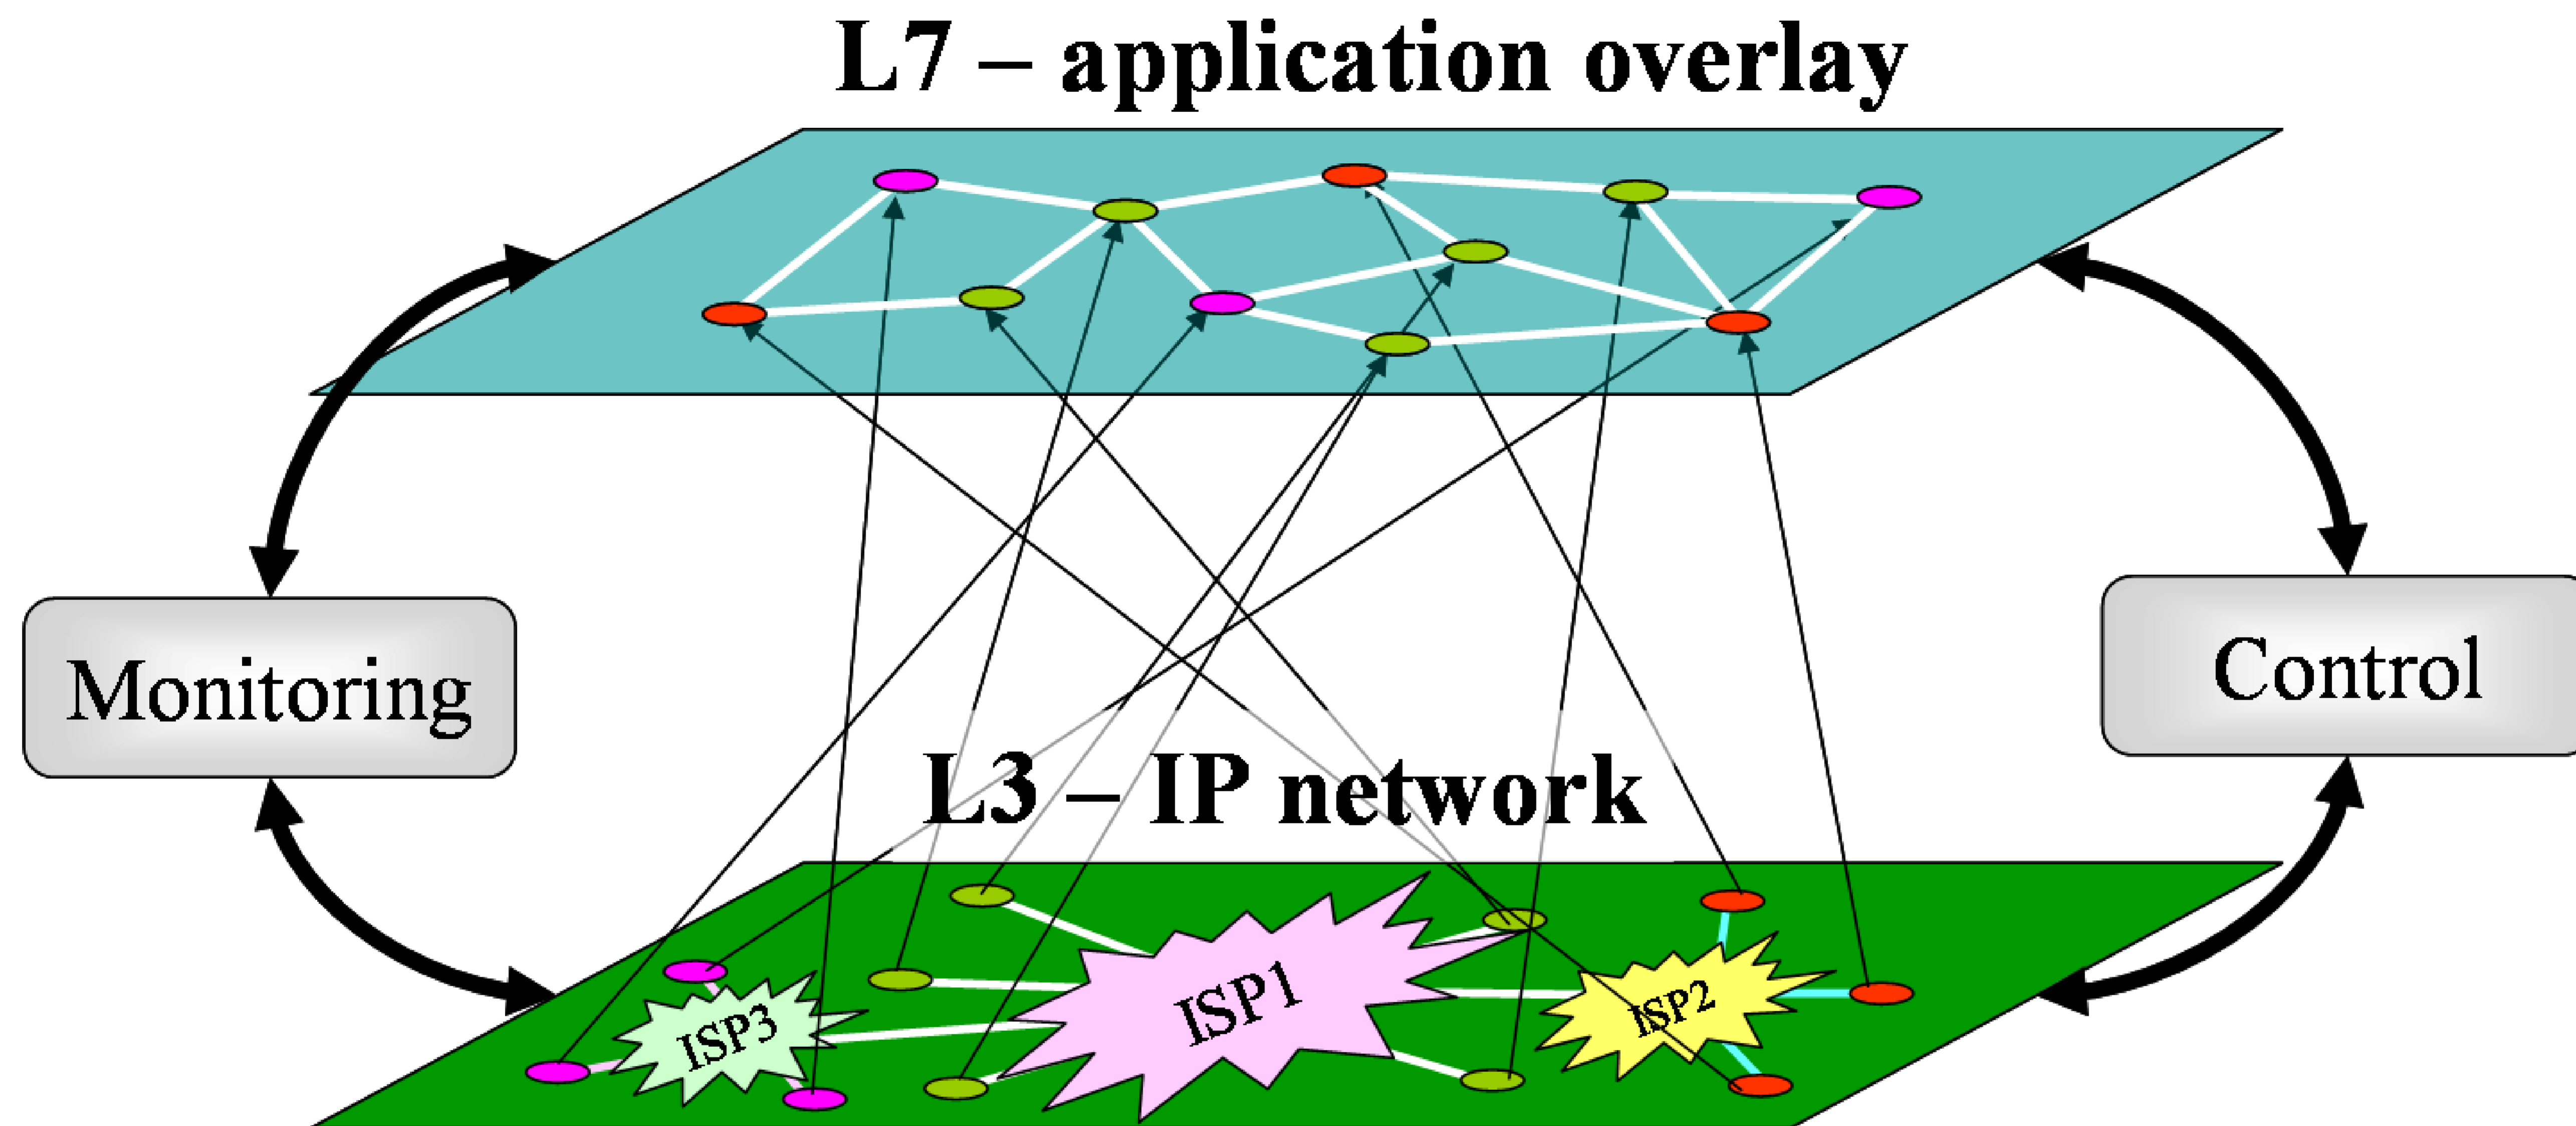 L7 – application overlay
Monitoring
Control
L3 – IP network
ISP1
ISP2
ISP3